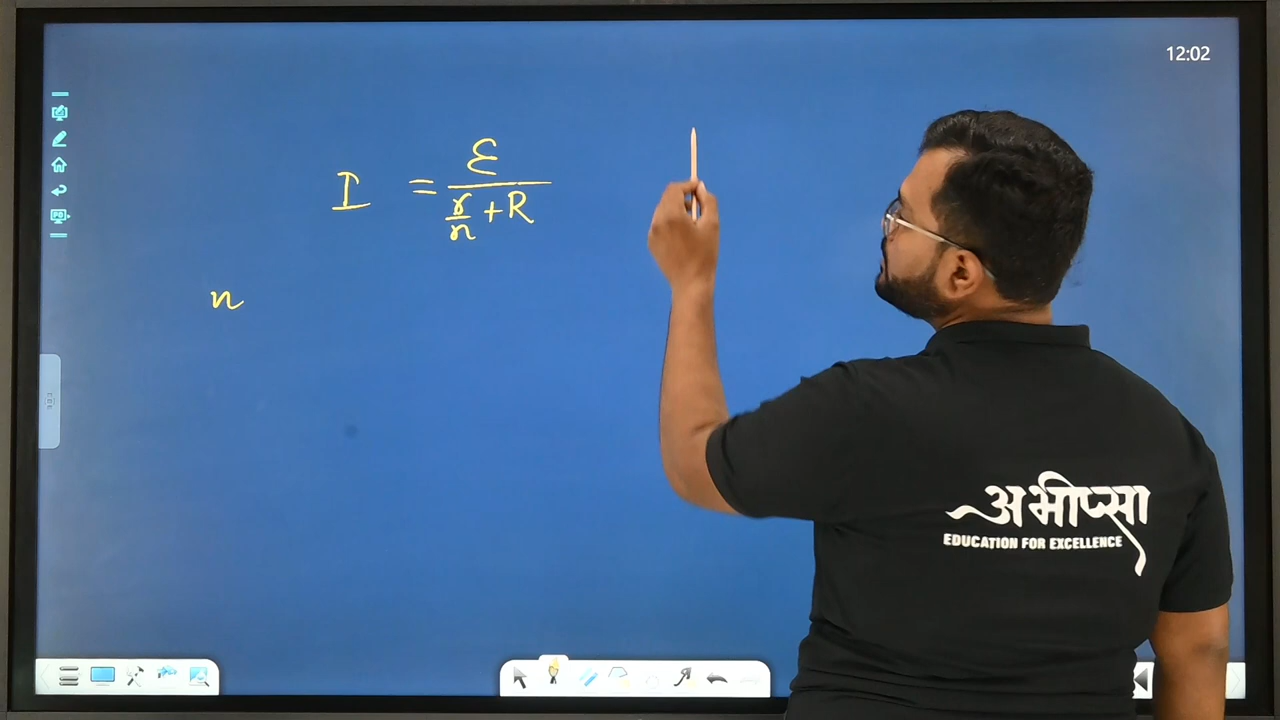 12:02
I = ε / (r/n + R)
n
अभीप्सा
EDUCATION FOR EXCELLENCE